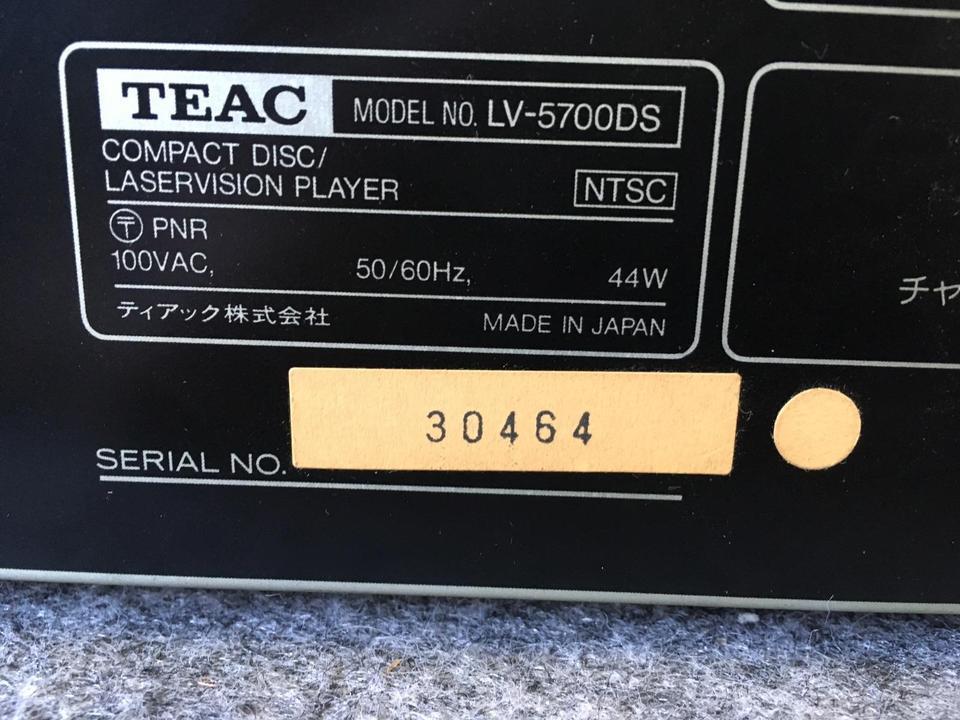 TEAC MODEL NO. LV-5700DS
COMPACT DISC/
LASERVISION PLAYER NTSC
〒 PNR
100VAC, 50/60Hz, 44W
ティアック株式会社 MADE IN JAPAN
チャ
SERIAL NO. 30464